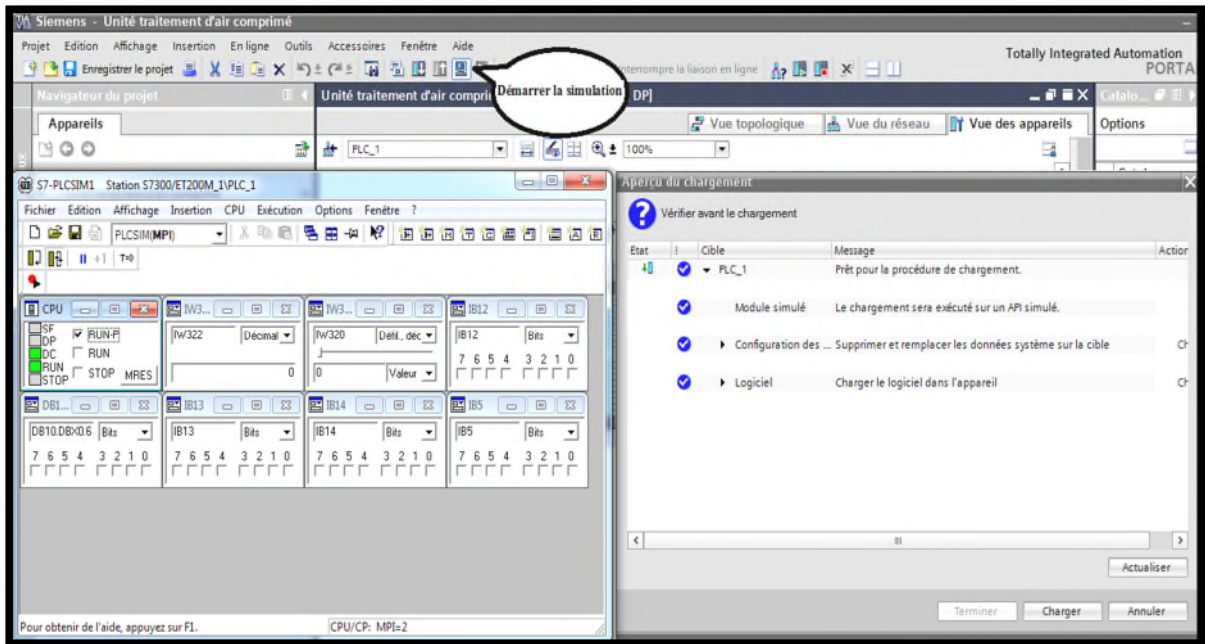 Siemens - Unité traitement d'air comprimé
Projet Edition Affichage Insertion En ligne Outils Accessoires Fenêtre Aide
Totally Integrated Automation
PORTA
Enregistrer le projet
interrompre la liaison en ligne
Démarrer la simulation
Navigateur du projet
Unité traitement d'air compri
DP]
Catalo...
Appareils
Vue topologique
Vue du réseau
Vue des appareils
Options
PLC_1
100%
S7-PLCSIM1 Station S7300/ET200M_1\PLC_1
Fichier Edition Affichage Insertion CPU Exécution Options Fenêtre ?
PLCSIM(MPI)
T=0
CPU
SF
DP
DC
RUN
STOP
RUN-P
RUN
STOP
MRES
IW3...
IW322
Décimal
0
IW3...
IW320
Défil., déc
0
Valeur
IB12
IB12
Bits
7 6 5 4 3 2 1 0
DB1...
DB10.DBX0.6
Bits
7 6 5 4 3 2 1 0
IB13
IB13
Bits
7 6 5 4 3 2 1 0
IB14
IB14
Bits
7 6 5 4 3 2 1 0
IB5
IB5
Bits
7 6 5 4 3 2 1 0
Pour obtenir de l'aide, appuyez sur F1.
CPU/CP: MPI=2
Aperçu du chargement
Vérifier avant le chargement
Etat ! Cible Message Action
PLC_1 Prêt pour la procédure de chargement.
Module simulé Le chargement sera exécuté sur un API simulé.
Configuration des ... Supprimer et remplacer les données système sur la cible
Logiciel Charger le logiciel dans l'appareil
Actualiser
Terminer
Charger
Annuler